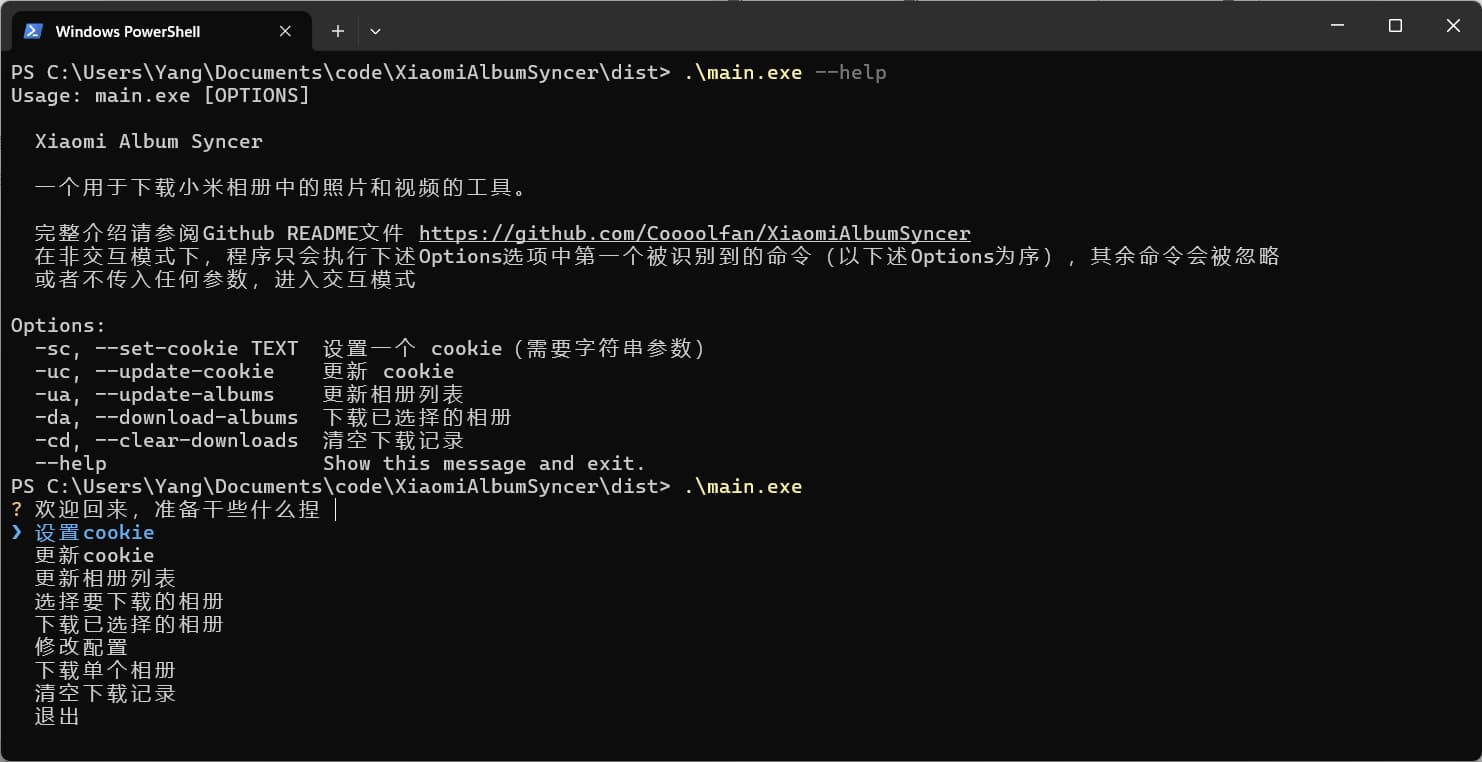 Windows PowerShell
PS C:\Users\Yang\Documents\code\XiaomiAlbumSyncer\dist> .\main.exe --help
Usage: main.exe [OPTIONS]
Xiaomi Album Syncer
一个用于下载小米相册中的照片和视频的工具。
完整介绍请参阅Github README文件 https://github.com/Coooolfan/XiaomiAlbumSyncer
在非交互模式下，程序只会执行下述Options选项中第一个被识别到的命令（以下述Options为序），其余命令会被忽略
或者不传入任何参数，进入交互模式
Options:
-sc, --set-cookie TEXT  设置一个 cookie（需要字符串参数）
-uc, --update-cookie    更新 cookie
-ua, --update-albums    更新相册列表
-da, --download-albums  下载已选择的相册
-cd, --clear-downloads  清空下载记录
--help                  Show this message and exit.
PS C:\Users\Yang\Documents\code\XiaomiAlbumSyncer\dist> .\main.exe
? 欢迎回来，准备干些什么捏
❯ 设置cookie
更新cookie
更新相册列表
选择要下载的相册
下载已选择的相册
修改配置
下载单个相册
清空下载记录
退出